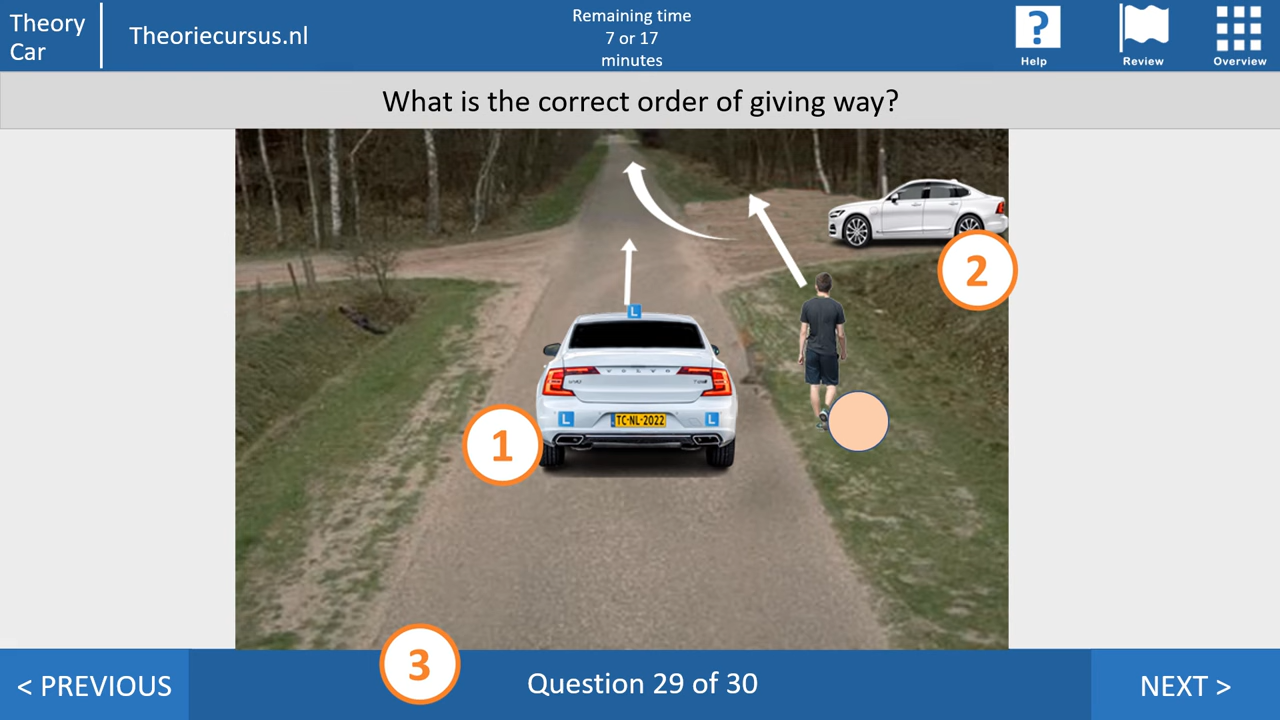 Theory
Car
Theoriecursus.nl
Remaining time
7 or 17
minutes
?
Help
Review
Overview
What is the correct order of giving way?
L
VOLVO
L
L
TC-NL-2022
1
2
3
< PREVIOUS
Question 29 of 30
NEXT >